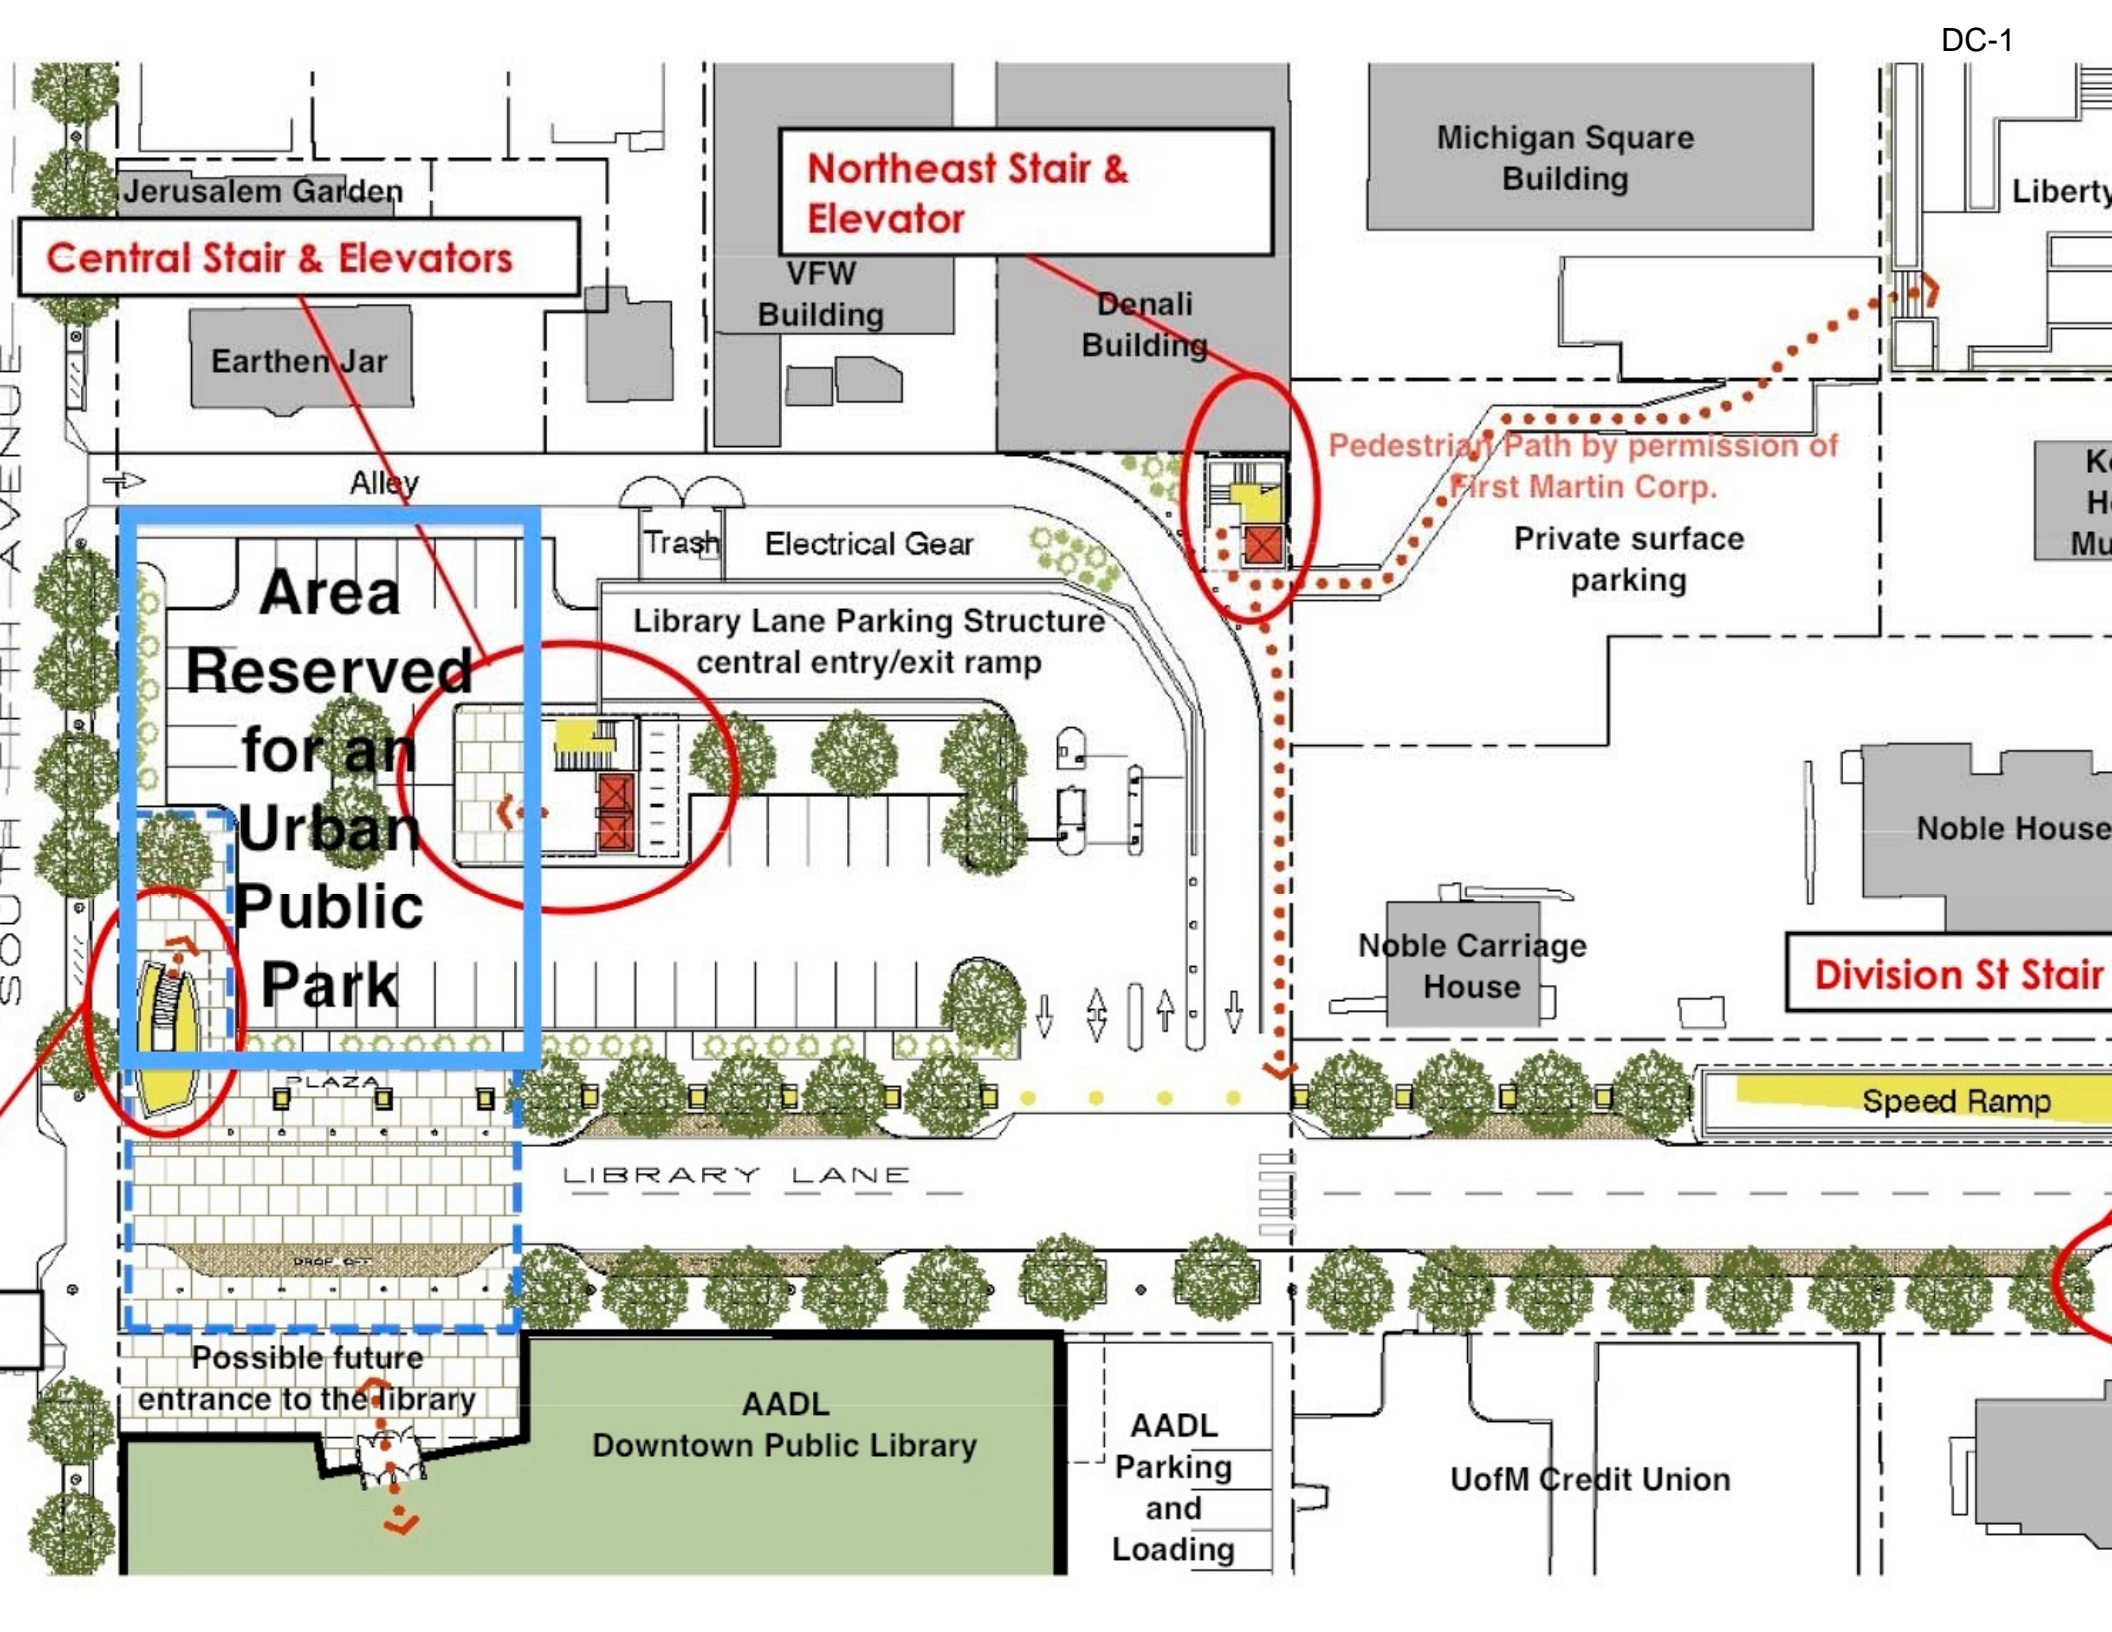 DC-1
Michigan Square
Building
Northeast Stair &
Elevator
Jerusalem Garden
Liberty
Central Stair & Elevators
VFW
Building
Denali
Building
Earthen Jar
Pedestrian Path by permission of
First Martin Corp.
Alley
Private surface
parking
Trash
Electrical Gear
Area
Reserved
for an
Urban
Public
Park
Library Lane Parking Structure
central entry/exit ramp
SOUTH FIFTH AVENUE
Noble House
Noble Carriage
House
Division St Stair
PLAZA
Speed Ramp
LIBRARY LANE
DROP OFF
Possible future
entrance to the library
AADL
Downtown Public Library
AADL
Parking
and
Loading
UofM Credit Union